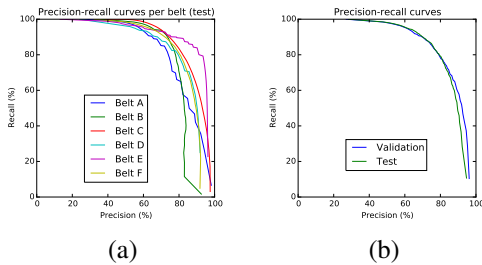 Precision-recall curves per belt (test)
100
80
60
40
20
0
Recall (%)
Belt A
Belt B
Belt C
Belt D
Belt E
Belt F
0 20 40 60 80 100
Precision (%)
(a)
Precision-recall curves
100
80
60
40
20
0
Recall (%)
Validation
Test
0 20 40 60 80 100
Precision (%)
(b)